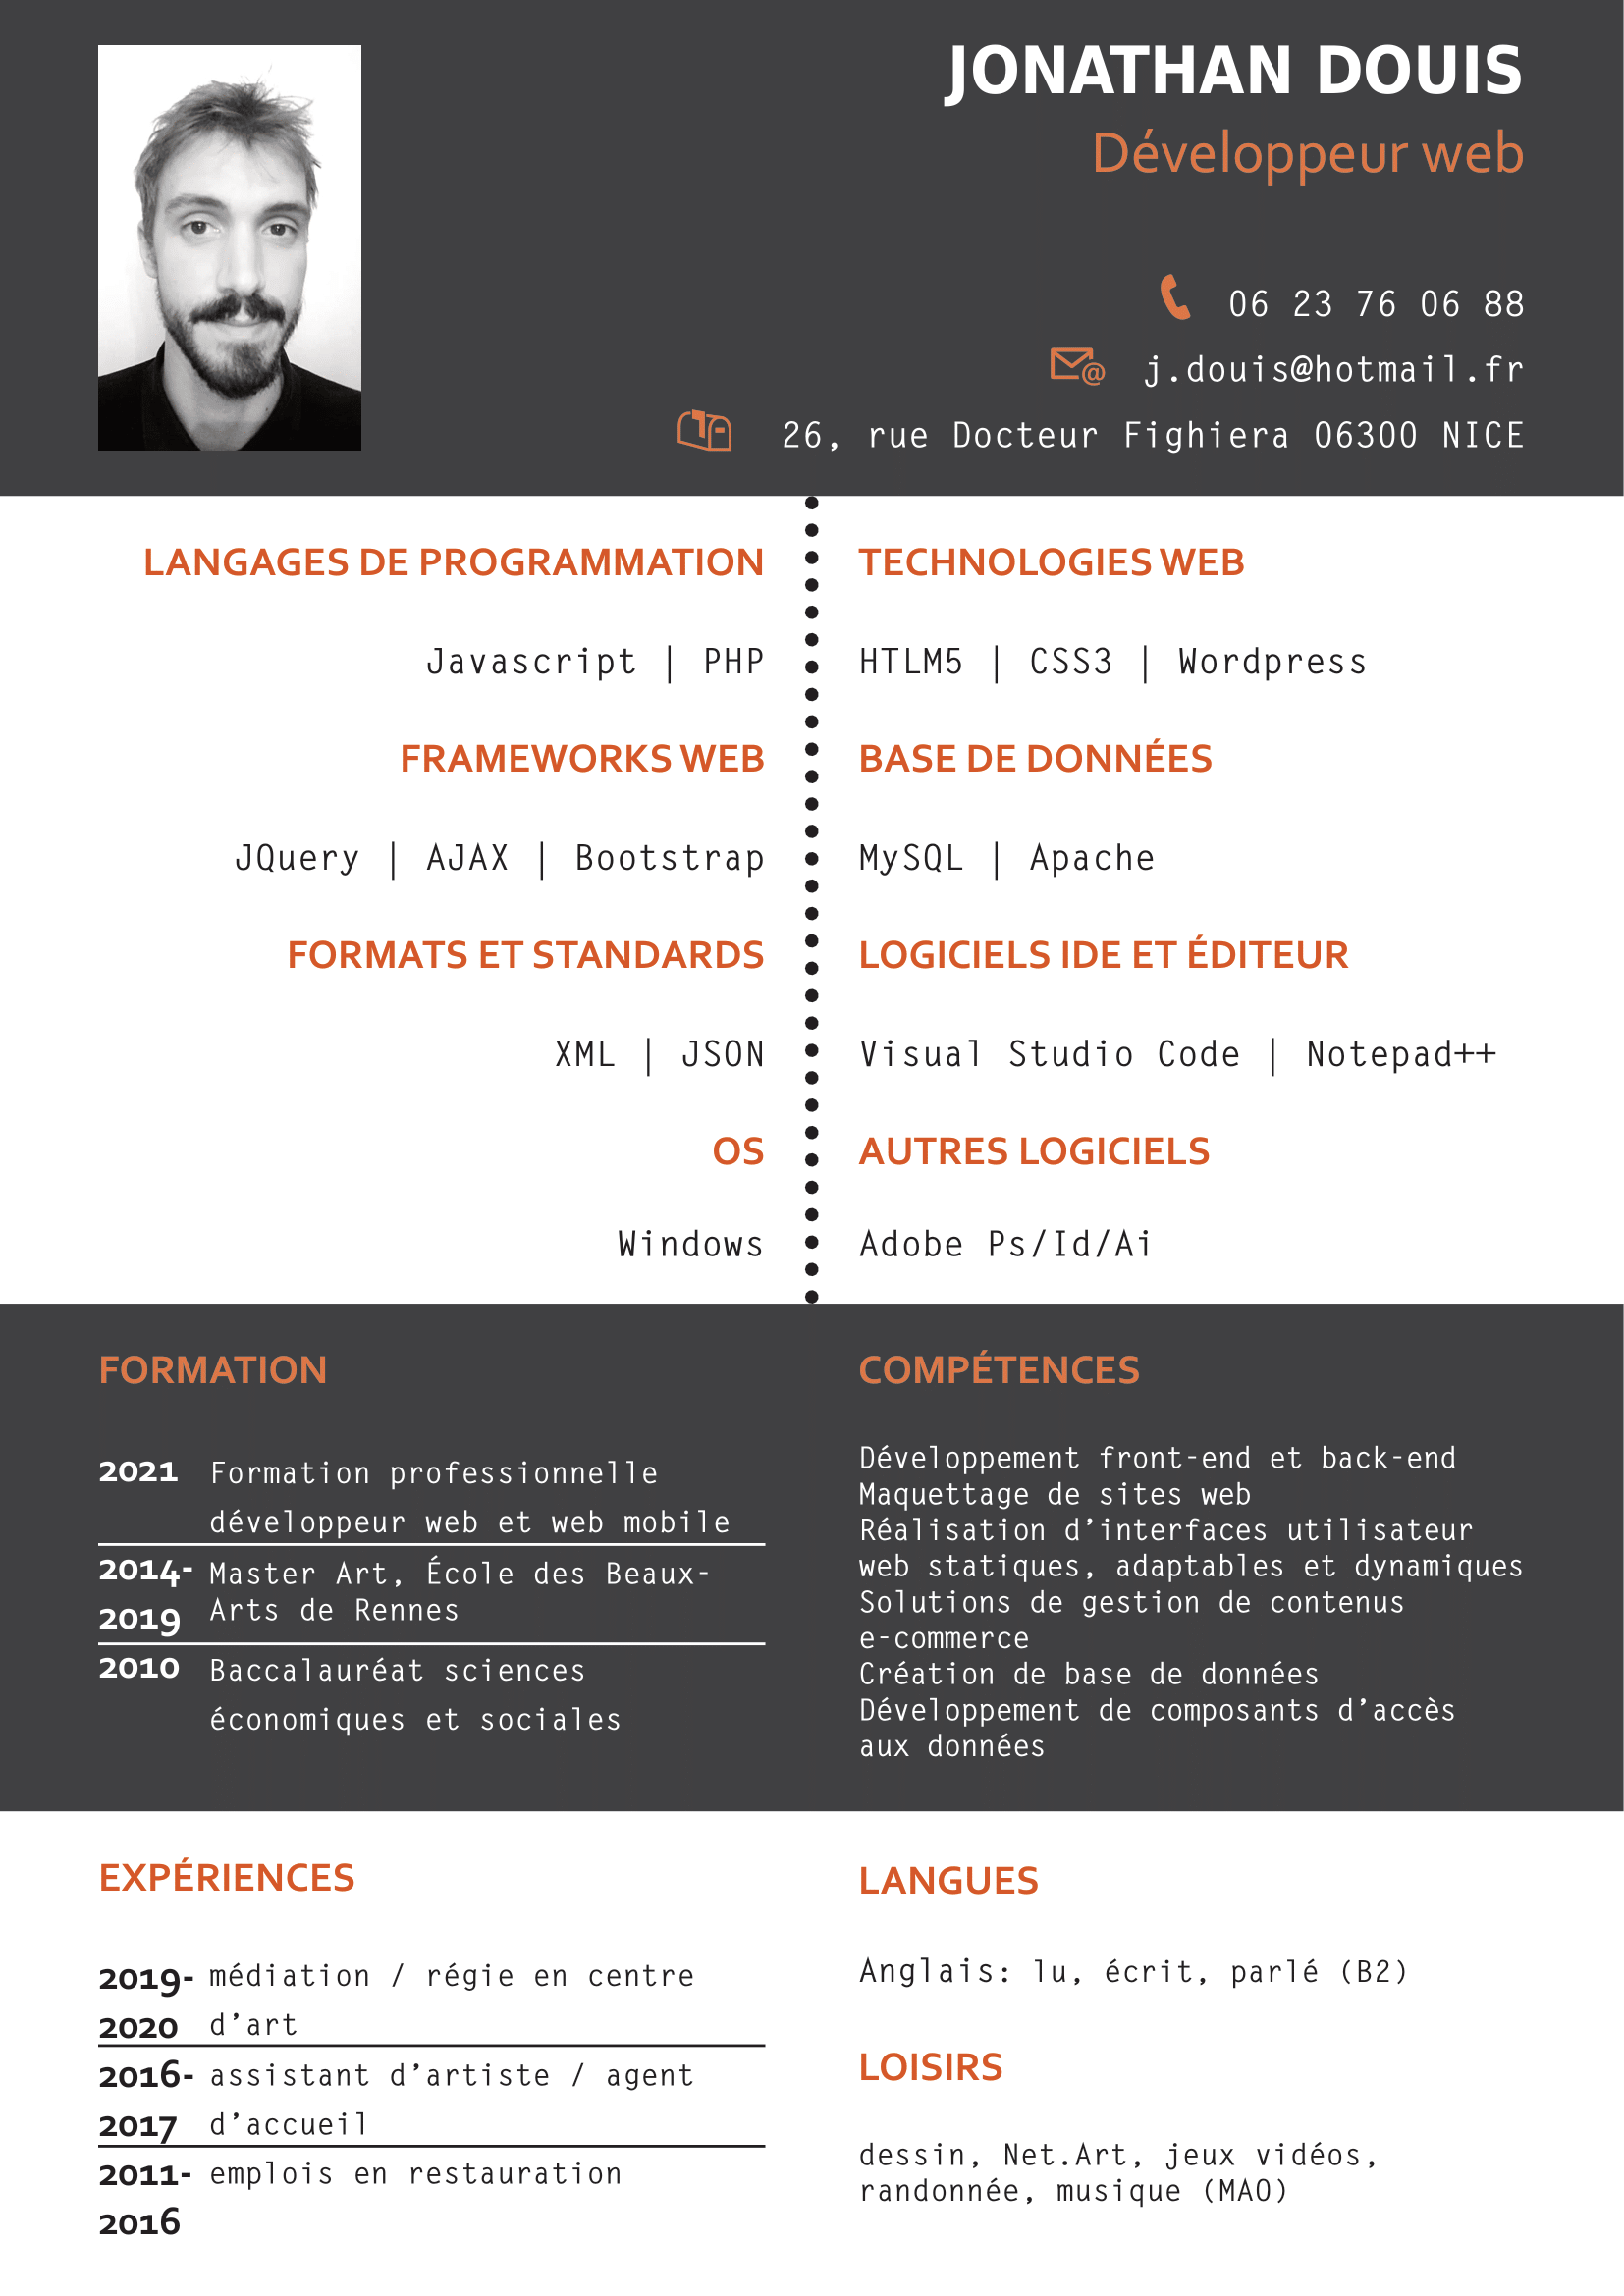 JONATHAN DOUIS
Développeur web
06 23 76 06 88
@ j.douis@hotmail.fr
26, rue Docteur Fighiera 06300 NICE
LANGAGES DE PROGRAMMATION
Javascript | PHP
FRAMEWORKS WEB
JQuery | AJAX | Bootstrap
FORMATS ET STANDARDS
XML | JSON
OS
Windows
TECHNOLOGIES WEB
HTLM5 | CSS3 | Wordpress
BASE DE DONNÉES
MySQL | Apache
LOGICIELS IDE ET ÉDITEUR
Visual Studio Code | Notepad++
AUTRES LOGICIELS
Adobe Ps/Id/Ai
FORMATION
2021 Formation professionnelle
développeur web et web mobile
2014- Master Art, École des Beaux-
2019 Arts de Rennes
2010 Baccalauréat sciences
économiques et sociales
COMPÉTENCES
Développement front-end et back-end
Maquettage de sites web
Réalisation d'interfaces utilisateur
web statiques, adaptables et dynamiques
Solutions de gestion de contenus
e-commerce
Création de base de données
Développement de composants d'accès
aux données
EXPÉRIENCES
2019- médiation / régie en centre
2020 d'art
2016- assistant d'artiste / agent
2017 d'accueil
2011- emplois en restauration
2016
LANGUES
Anglais: lu, écrit, parlé (B2)
LOISIRS
dessin, Net.Art, jeux vidéos,
randonnée, musique (MAO)